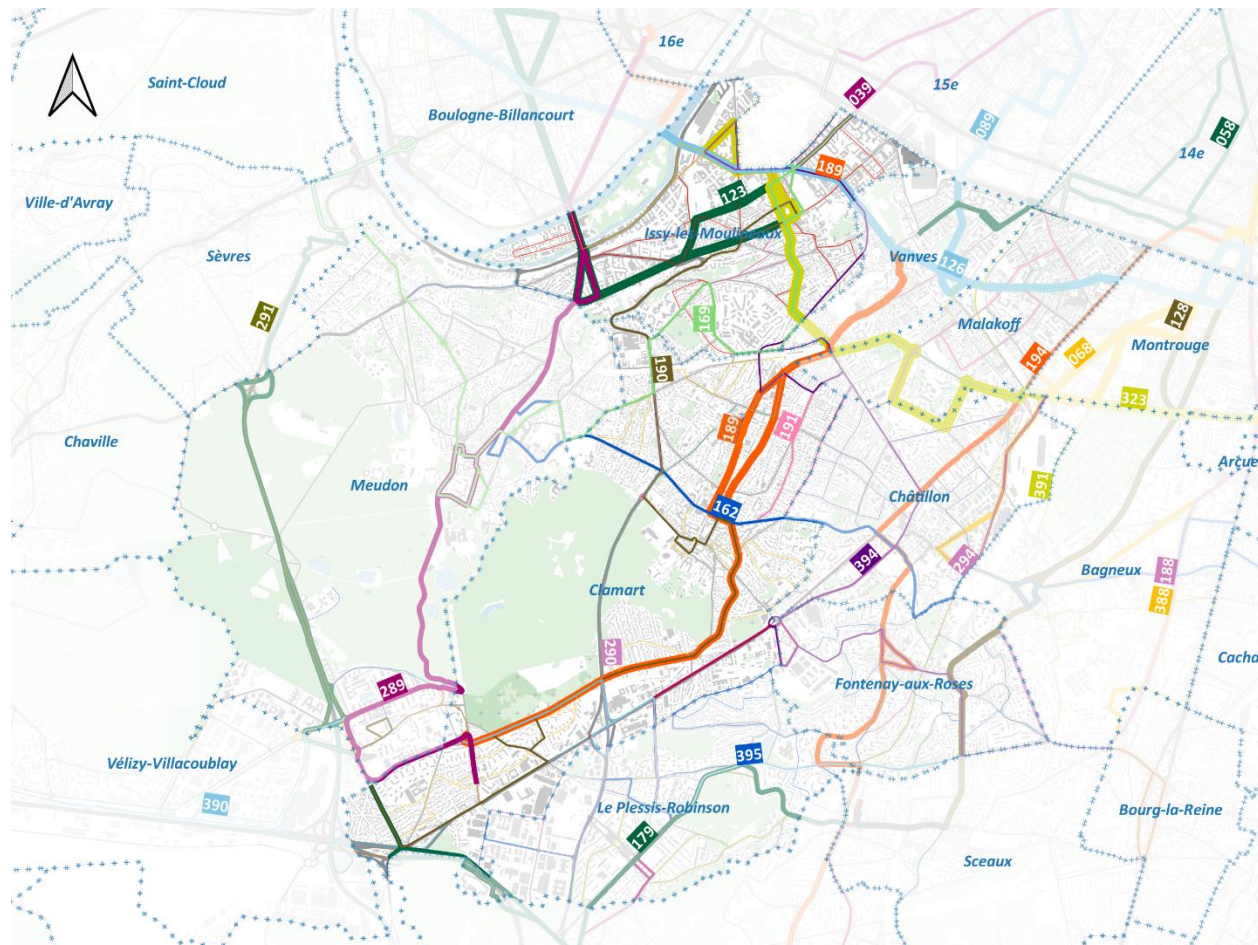 16e
Saint-Cloud
15e
039
Boulogne-Billancourt
089
058
14e
189
Ville-d'Avray
123
Issy-les-Moulineaux
Sèvres
Vanves
126
291
169
Malakoff
128
Montrouge
194
068
190
323
189
191
Chaville
Arcue
Meudon
162
Châtillon
391
394
294
Bagneux
188
388
Clamart
290
Cacho
289
Fontenay-aux-Roses
Vélizy-Villacoublay
395
390
Le Plessis-Robinson
Bourg-la-Reine
179
Sceaux